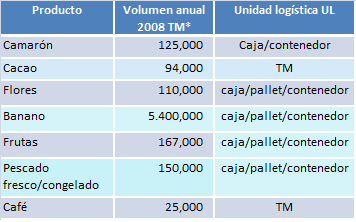 Producto Volumen anual 2008 TM* Unidad logística UL
Camarón 125,000 Caja/contenedor
Cacao 94,000 TM
Flores 110,000 caja/pallet/contenedor
Banano 5.400,000 caja/pallet/contenedor
Frutas 167,000 caja/pallet/contenedor
Pescado fresco/congelado 150,000 caja/pallet/contenedor
Café 25,000 TM